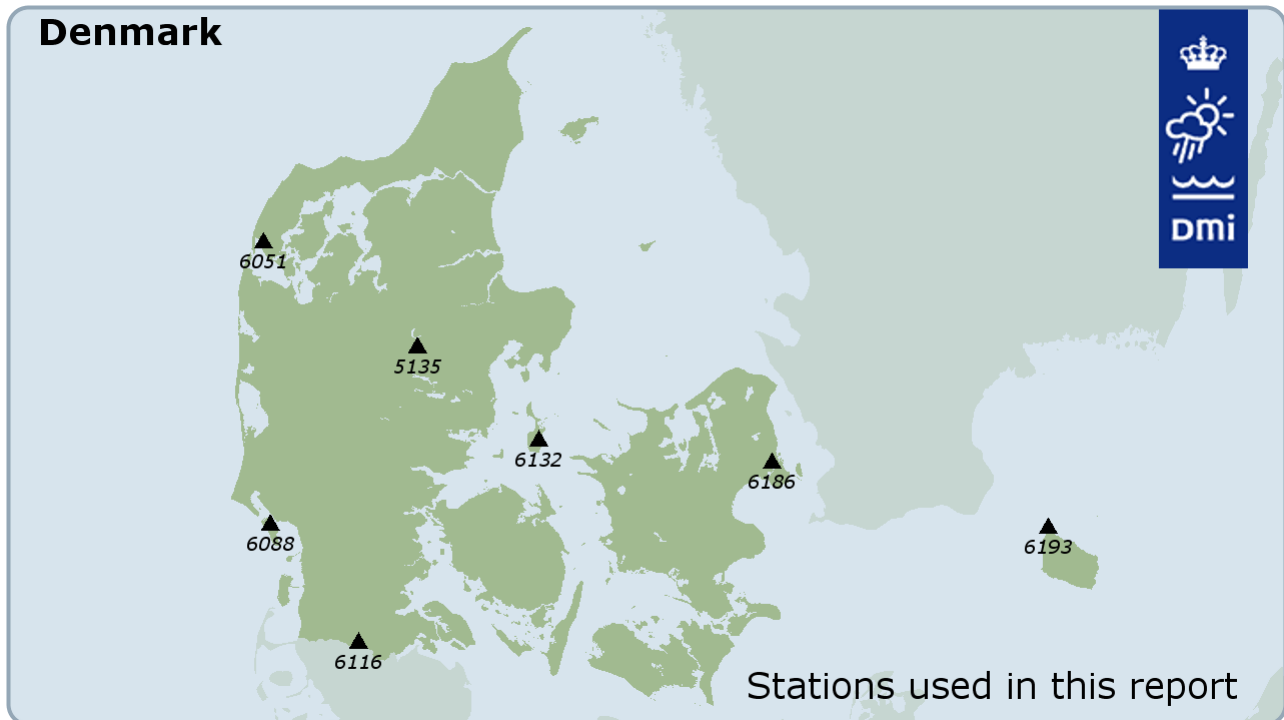 Denmark
DMi
6051
5135
6132
6186
6088
6193
6116
Stations used in this report